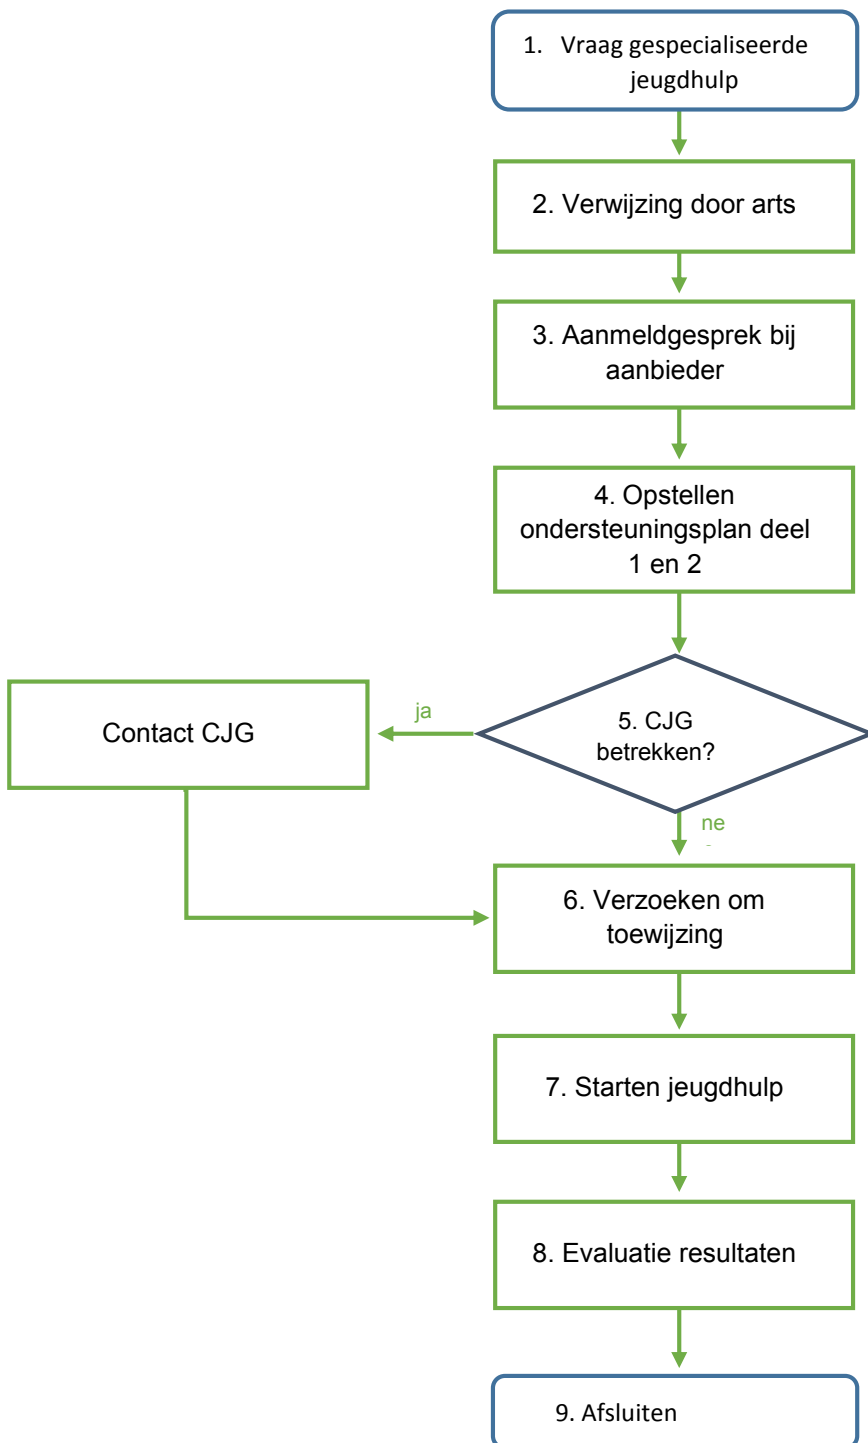 1. Vraag gespecialiseerde
jeugdhulp
2. Verwijzing door arts
3. Aanmeldgesprek bij
aanbieder
4. Opstellen
ondersteuningsplan deel
1 en 2
5. CJG
betrekken?
ja
Contact CJG
ne
6. Verzoeken om
toewijzing
7. Starten jeugdhulp
8. Evaluatie resultaten
9. Afsluiten